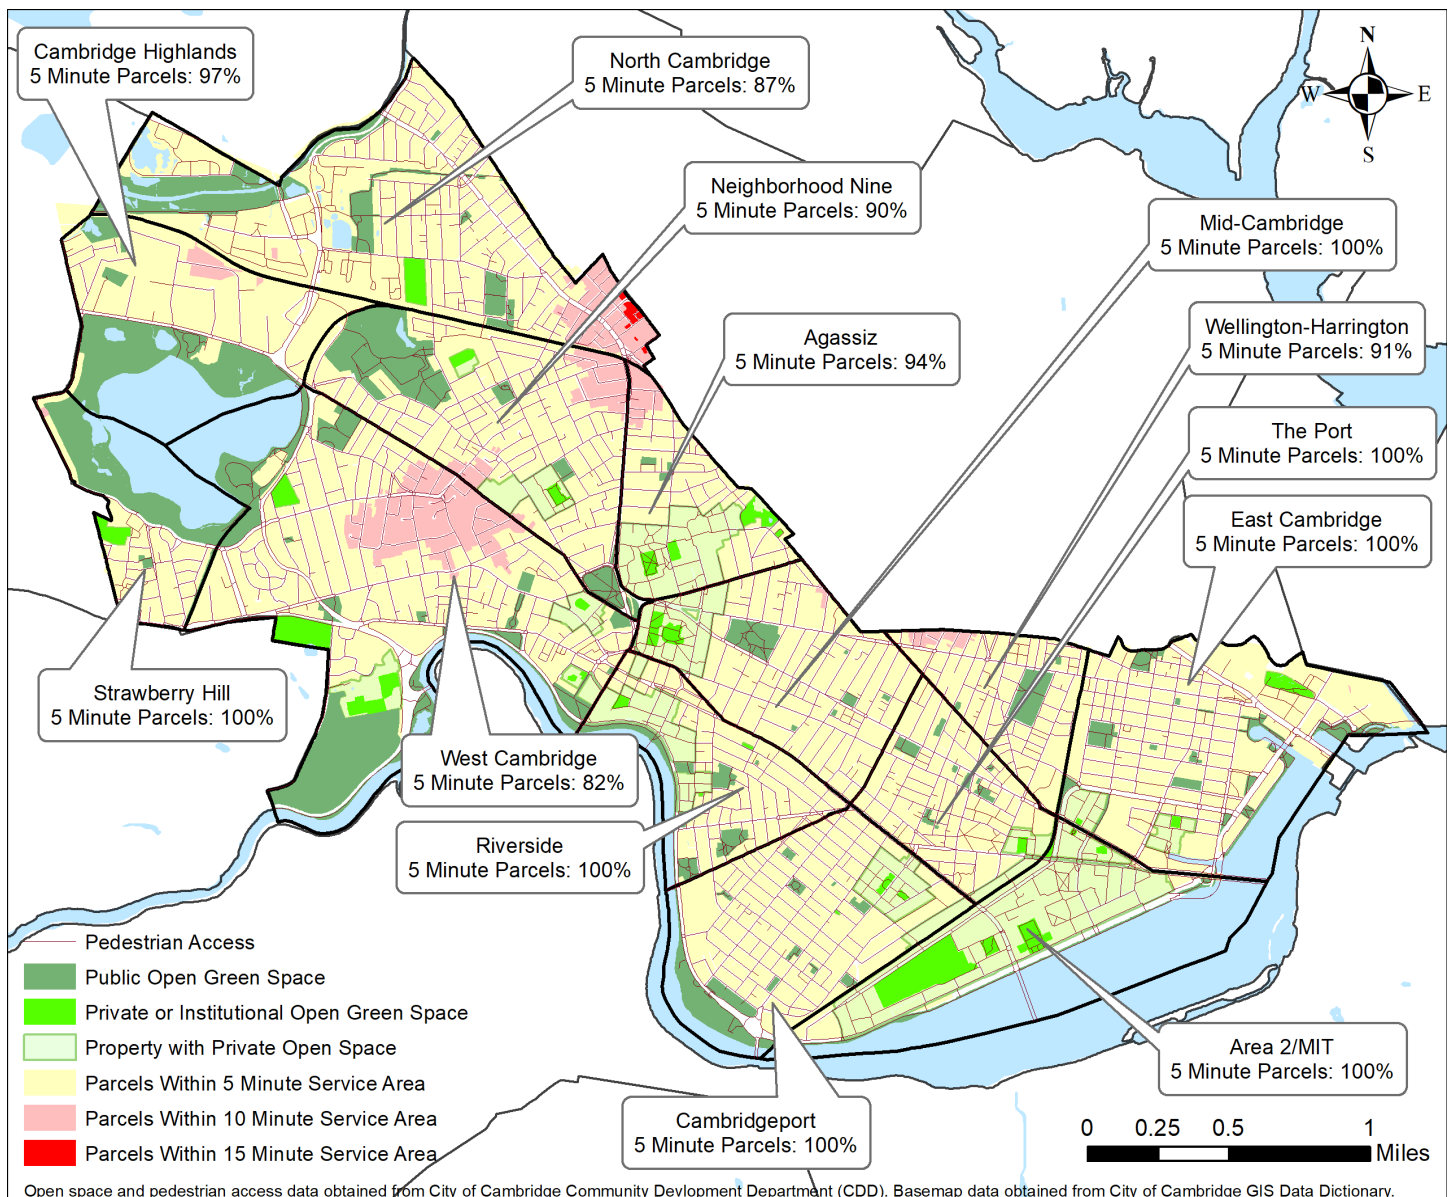 Cambridge Highlands
5 Minute Parcels: 97%
North Cambridge
5 Minute Parcels: 87%
N
W
E
S
Neighborhood Nine
5 Minute Parcels: 90%
Mid-Cambridge
5 Minute Parcels: 100%
Agassiz
5 Minute Parcels: 94%
Wellington-Harrington
5 Minute Parcels: 91%
The Port
5 Minute Parcels: 100%
East Cambridge
5 Minute Parcels: 100%
Strawberry Hill
5 Minute Parcels: 100%
West Cambridge
5 Minute Parcels: 82%
Riverside
5 Minute Parcels: 100%
Area 2/MIT
5 Minute Parcels: 100%
Cambridgeport
5 Minute Parcels: 100%
Pedestrian Access
Public Open Green Space
Private or Institutional Open Green Space
Property with Private Open Space
Parcels Within 5 Minute Service Area
Parcels Within 10 Minute Service Area
Parcels Within 15 Minute Service Area
0 0.25 0.5 1
Miles
Open space and pedestrian access data obtained from City of Cambridge Community Devlopment Department (CDD). Basemap data obtained from City of Cambridge GIS Data Dictionary.